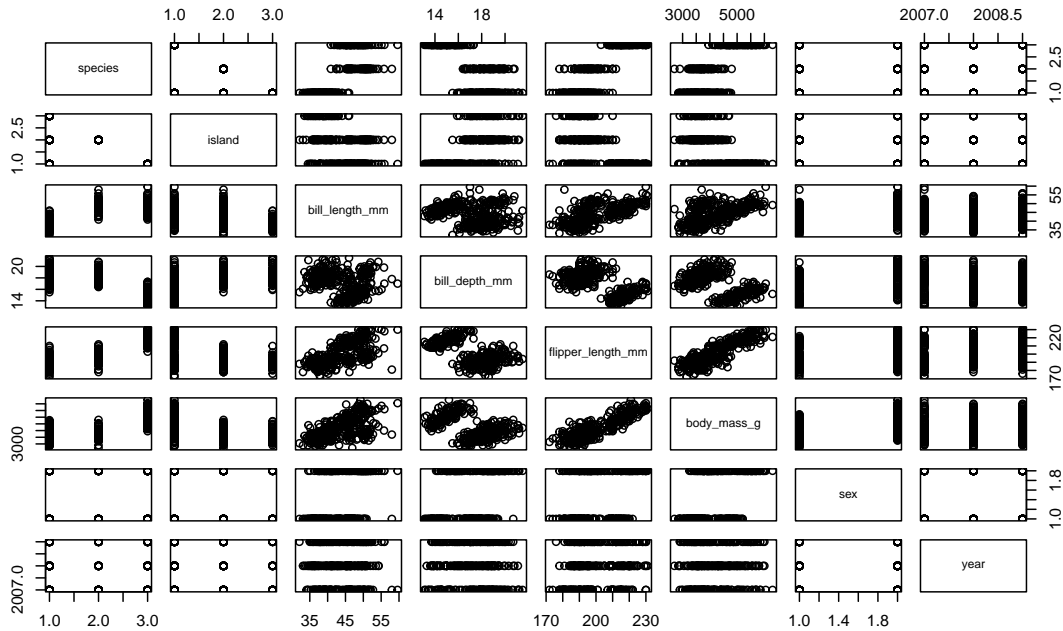 1.0 2.0 3.0 14 18 3000 5000 2007.0 2008.5
species 1.0 2.5
1.0 2.5 island
bill_length_mm 35 55
14 20 bill_depth_mm
flipper_length_mm 170 220
3000 body_mass_g
sex 1.0 1.8
2007.0 year
1.0 2.0 3.0 35 45 55 170 200 230 1.0 1.4 1.8